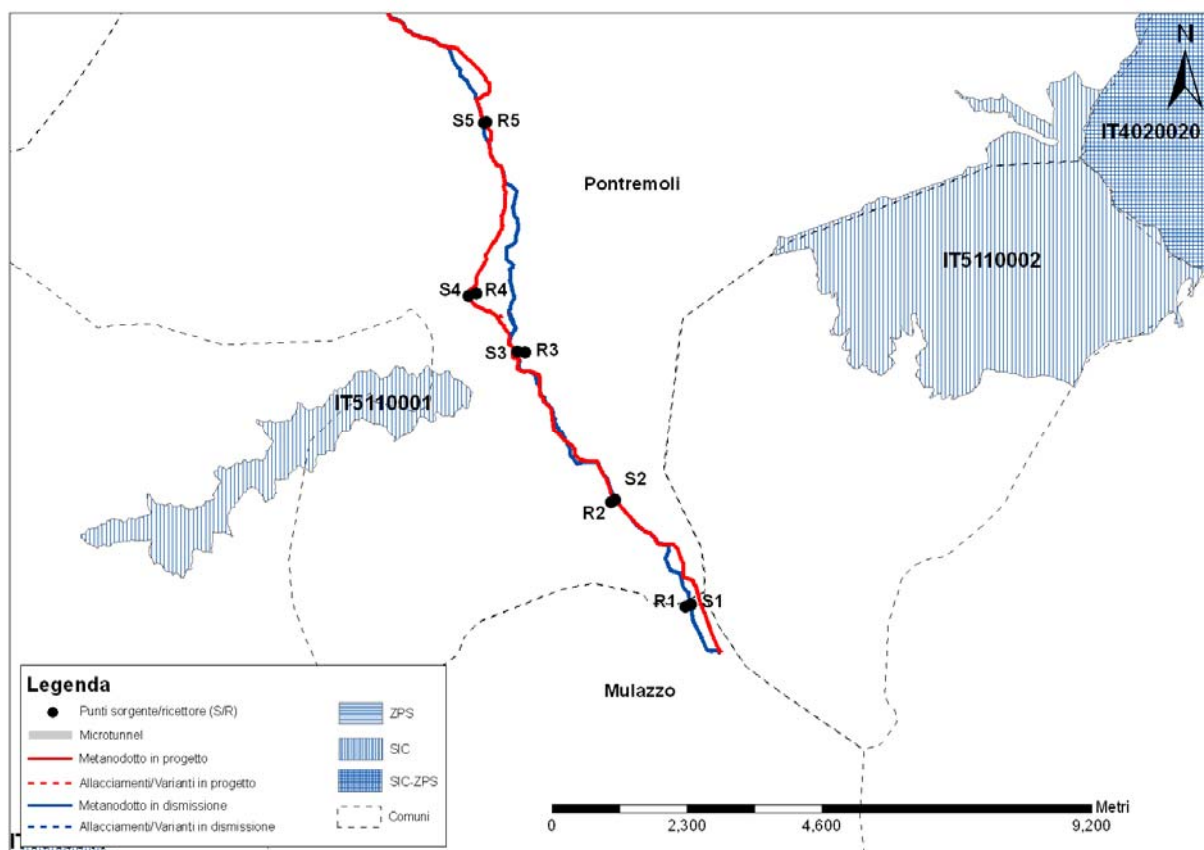 N
IT4020020
S5 R5
Pontremoli
IT5110002
S4 R4
S3 R3
IT5110001
S2
R2
R1 S1
Mulazzo
Legenda
Punti sorgente/ricettore (S/R)
Microtunnel
Metanodotto in progetto
Allacciamenti/Varianti in progetto
Metanodotto in dismissione
Allacciamenti/Varianti in dismissione
ZPS
SIC
SIC-ZPS
Comuni
Metri
0 2,300 4,600 9,200